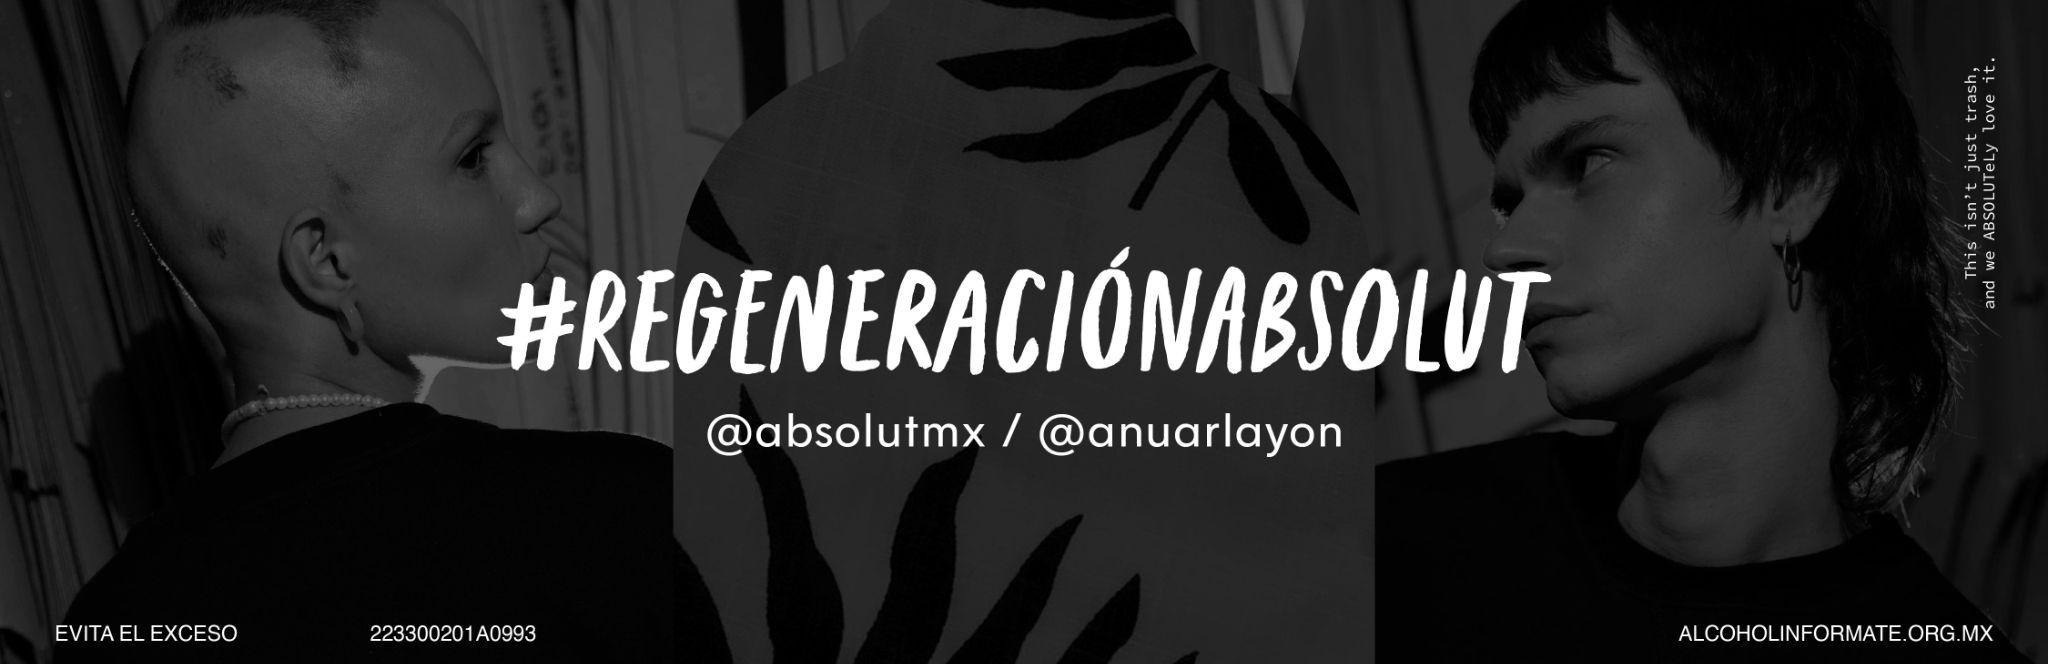 #REGENERACIÓNABSOLUT
@absolutmx / @anuarlayon
This isn't just trash,
and we ABSOLUTeLy love it.
EVITA EL EXCESO
223300201A0993
ALCOHOLINFORMATE.ORG.MX